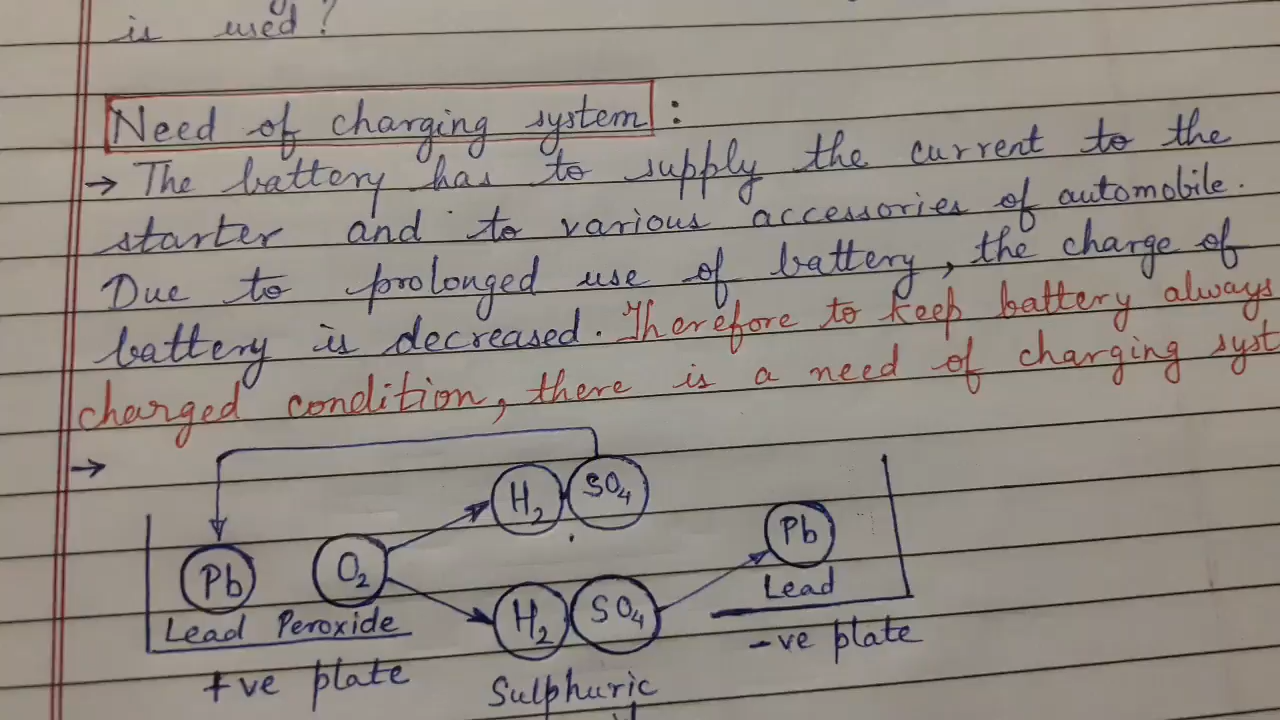 is used?
Need of charging system :
→ The battery has to supply the current to the
starter and to various accessories of automobile.
Due to prolonged use of battery, the charge of
battery is decreased. Therefore to keep battery always
charged condition, there is a need of charging syst
→
H2 SO4
Pb O2 Pb
Lead Peroxide Lead
H2 SO4
+ve plate -ve plate
Sulphuric